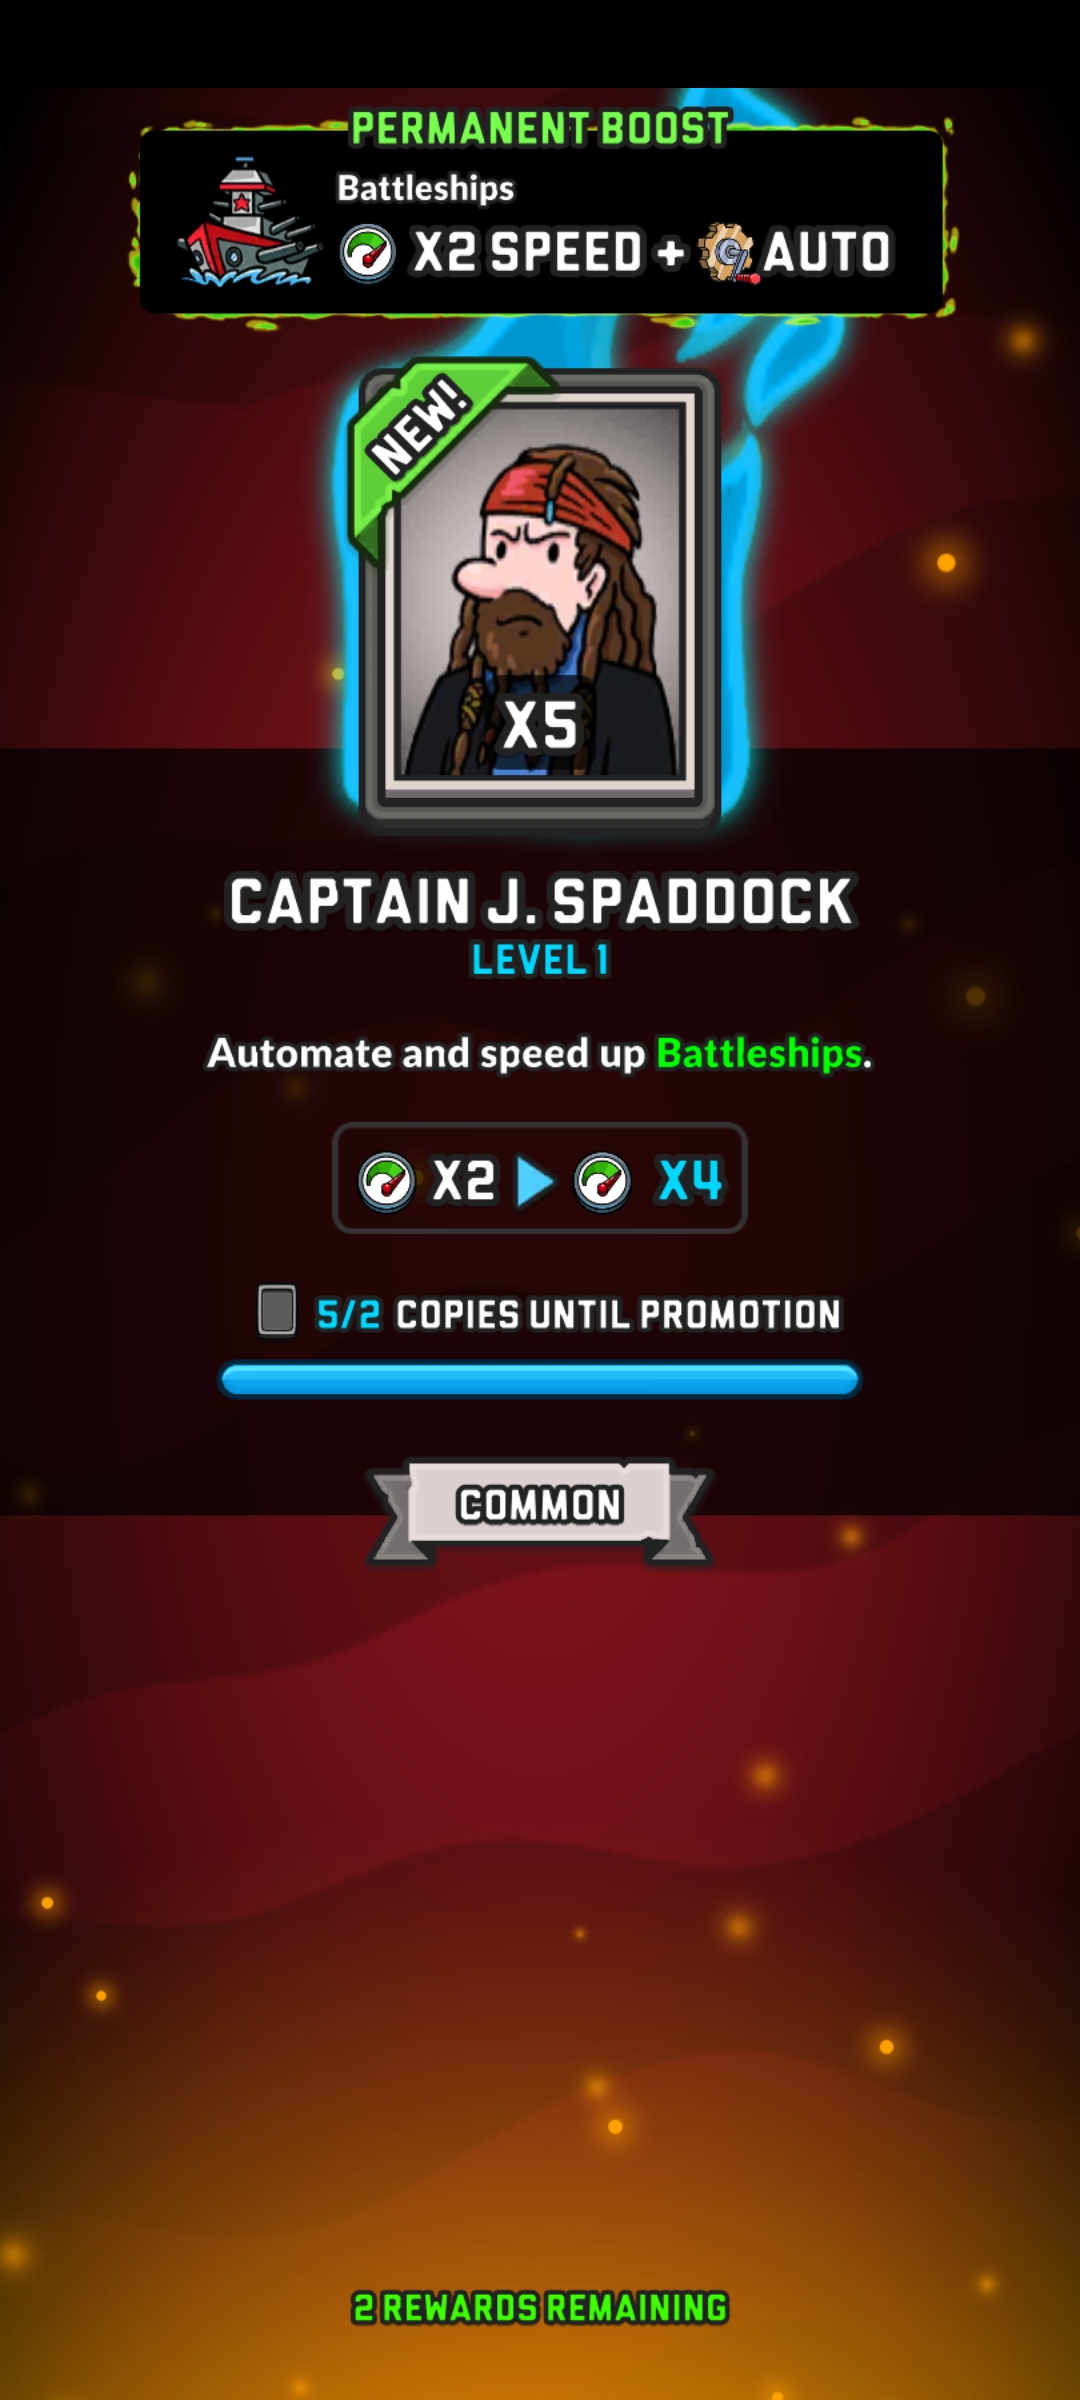 PERMANENT BOOST
Battleships
X2 SPEED + AUTO
NEW!
X5
CAPTAIN J. SPADDOCK
LEVEL 1
Automate and speed up Battleships.
X2 X4
5/2 COPIES UNTIL PROMOTION
COMMON
2 REWARDS REMAINING